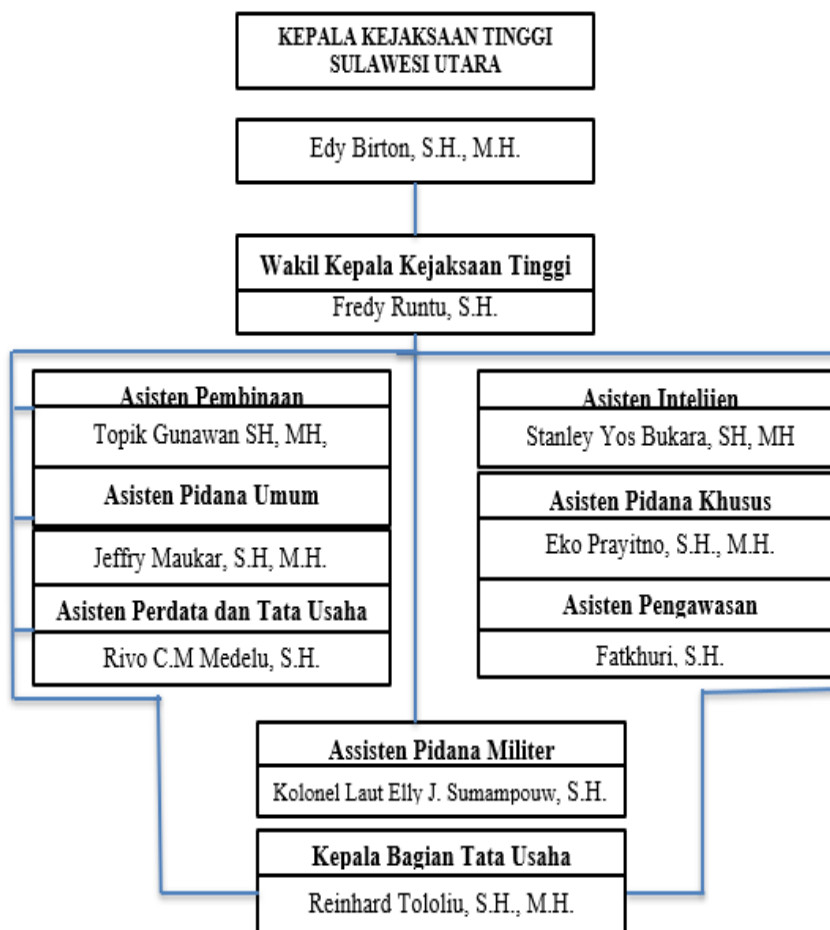 KEPALA KEJAKSAAN TINGGI
SULAWESI UTARA
Edy Birton, S.H., M.H.
Wakil Kepala Kejaksaan Tinggi
Fredy Runtu, S.H.
Asisten Pembinaan
Topik Gunawan SH, MH,
Asisten Pidana Umum
Jeffry Maukar, S.H, M.H.
Asisten Perdata dan Tata Usaha
Rivo C.M Medelu, S.H.
Asisten Intelijen
Stanley Yos Bukara, SH, MH
Asisten Pidana Khusus
Eko Prayitno, S.H., M.H.
Asisten Pengawasan
Fatkhuri, S.H.
Assisten Pidana Militer
Kolonel Laut Elly J. Sumampouw, S.H.
Kepala Bagian Tata Usaha
Reinhard Tololiu, S.H., M.H.